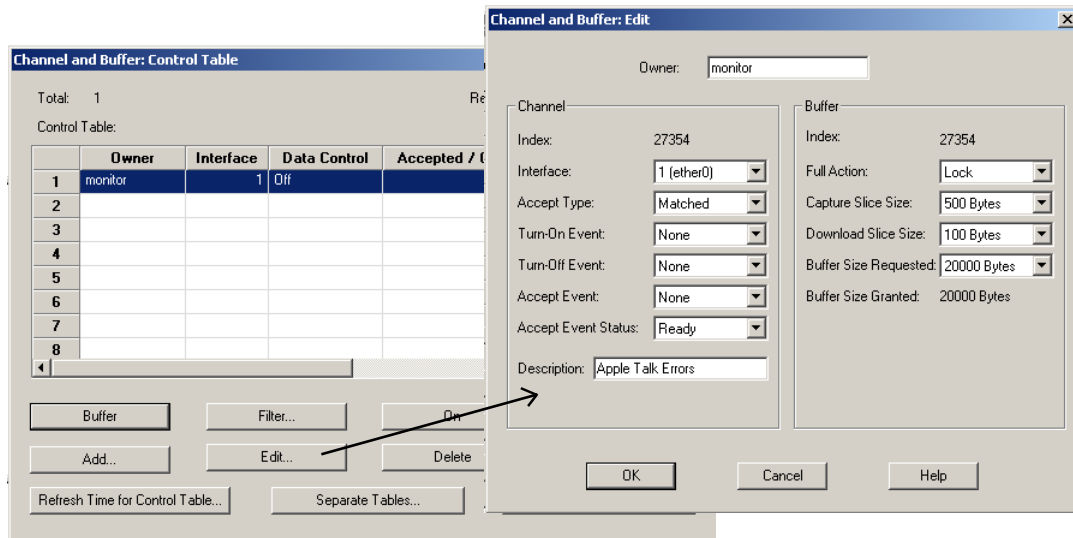 Channel and Buffer: Control Table
Total: 1
Control Table:
Owner Interface Data Control Accepted /
1 monitor 1 Off
2
3
4
5
6
7
8
Buffer Filter... On
Add... Edit... Delete
Refresh Time for Control Table... Separate Tables...
Channel and Buffer: Edit
Owner: monitor
Channel
Index: 27354
Interface: 1 (ether0)
Accept Type: Matched
Turn-On Event: None
Turn-Off Event: None
Accept Event: None
Accept Event Status: Ready
Description: Apple Talk Errors
Buffer
Index: 27354
Full Action: Lock
Capture Slice Size: 500 Bytes
Download Slice Size: 100 Bytes
Buffer Size Requested: 20000 Bytes
Buffer Size Granted: 20000 Bytes
OK Cancel Help